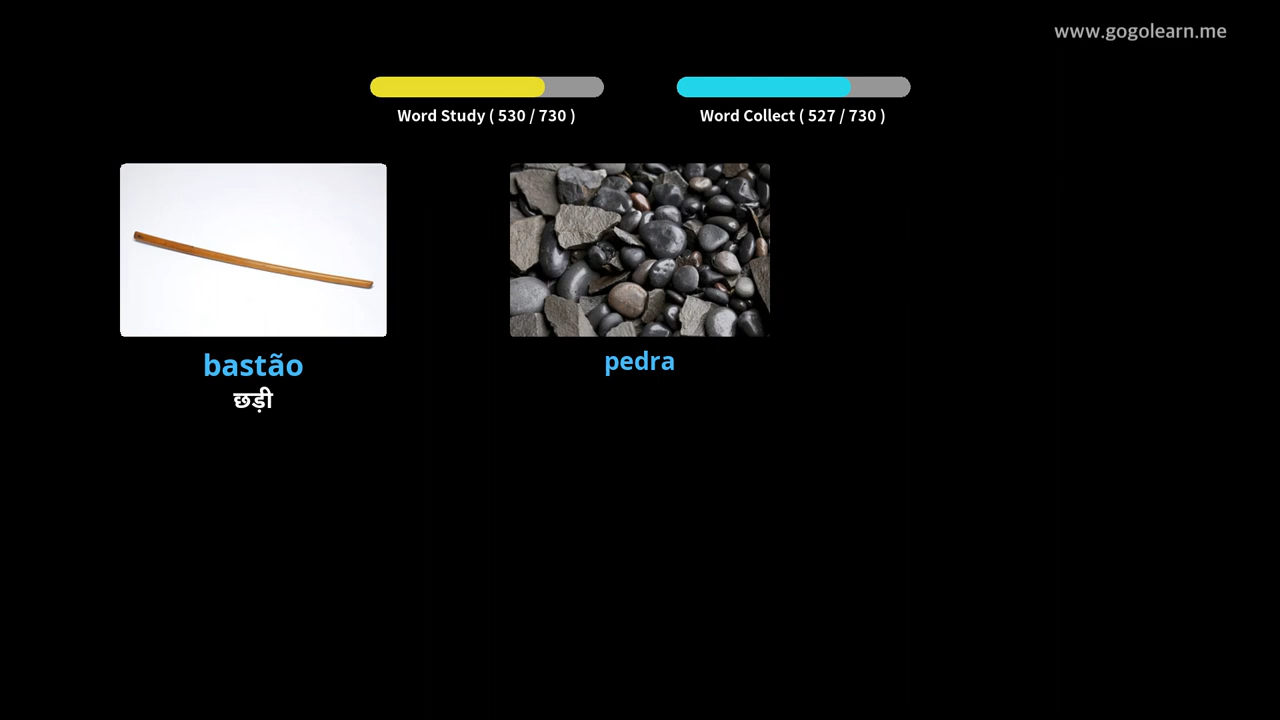 www.gogolearn.me
Word Study ( 530 / 730 )
Word Collect ( 527 / 730 )
bastão
छड़ी
pedra